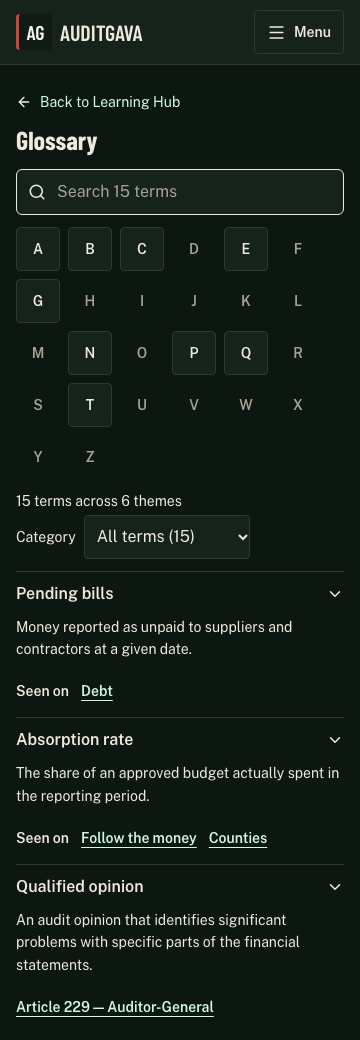 AG AUDITGAVA Menu
Back to Learning Hub
Glossary
Search 15 terms
A B C D E F
G H I J K L
M N O P Q R
S T U V W X
Y Z
15 terms across 6 themes
Category All terms (15)
Pending bills
Money reported as unpaid to suppliers and
contractors at a given date.
Seen on Debt
Absorption rate
The share of an approved budget actually spent in
the reporting period.
Seen on Follow the money Counties
Qualified opinion
An audit opinion that identifies significant
problems with specific parts of the financial
statements.
Article 229 — Auditor-General